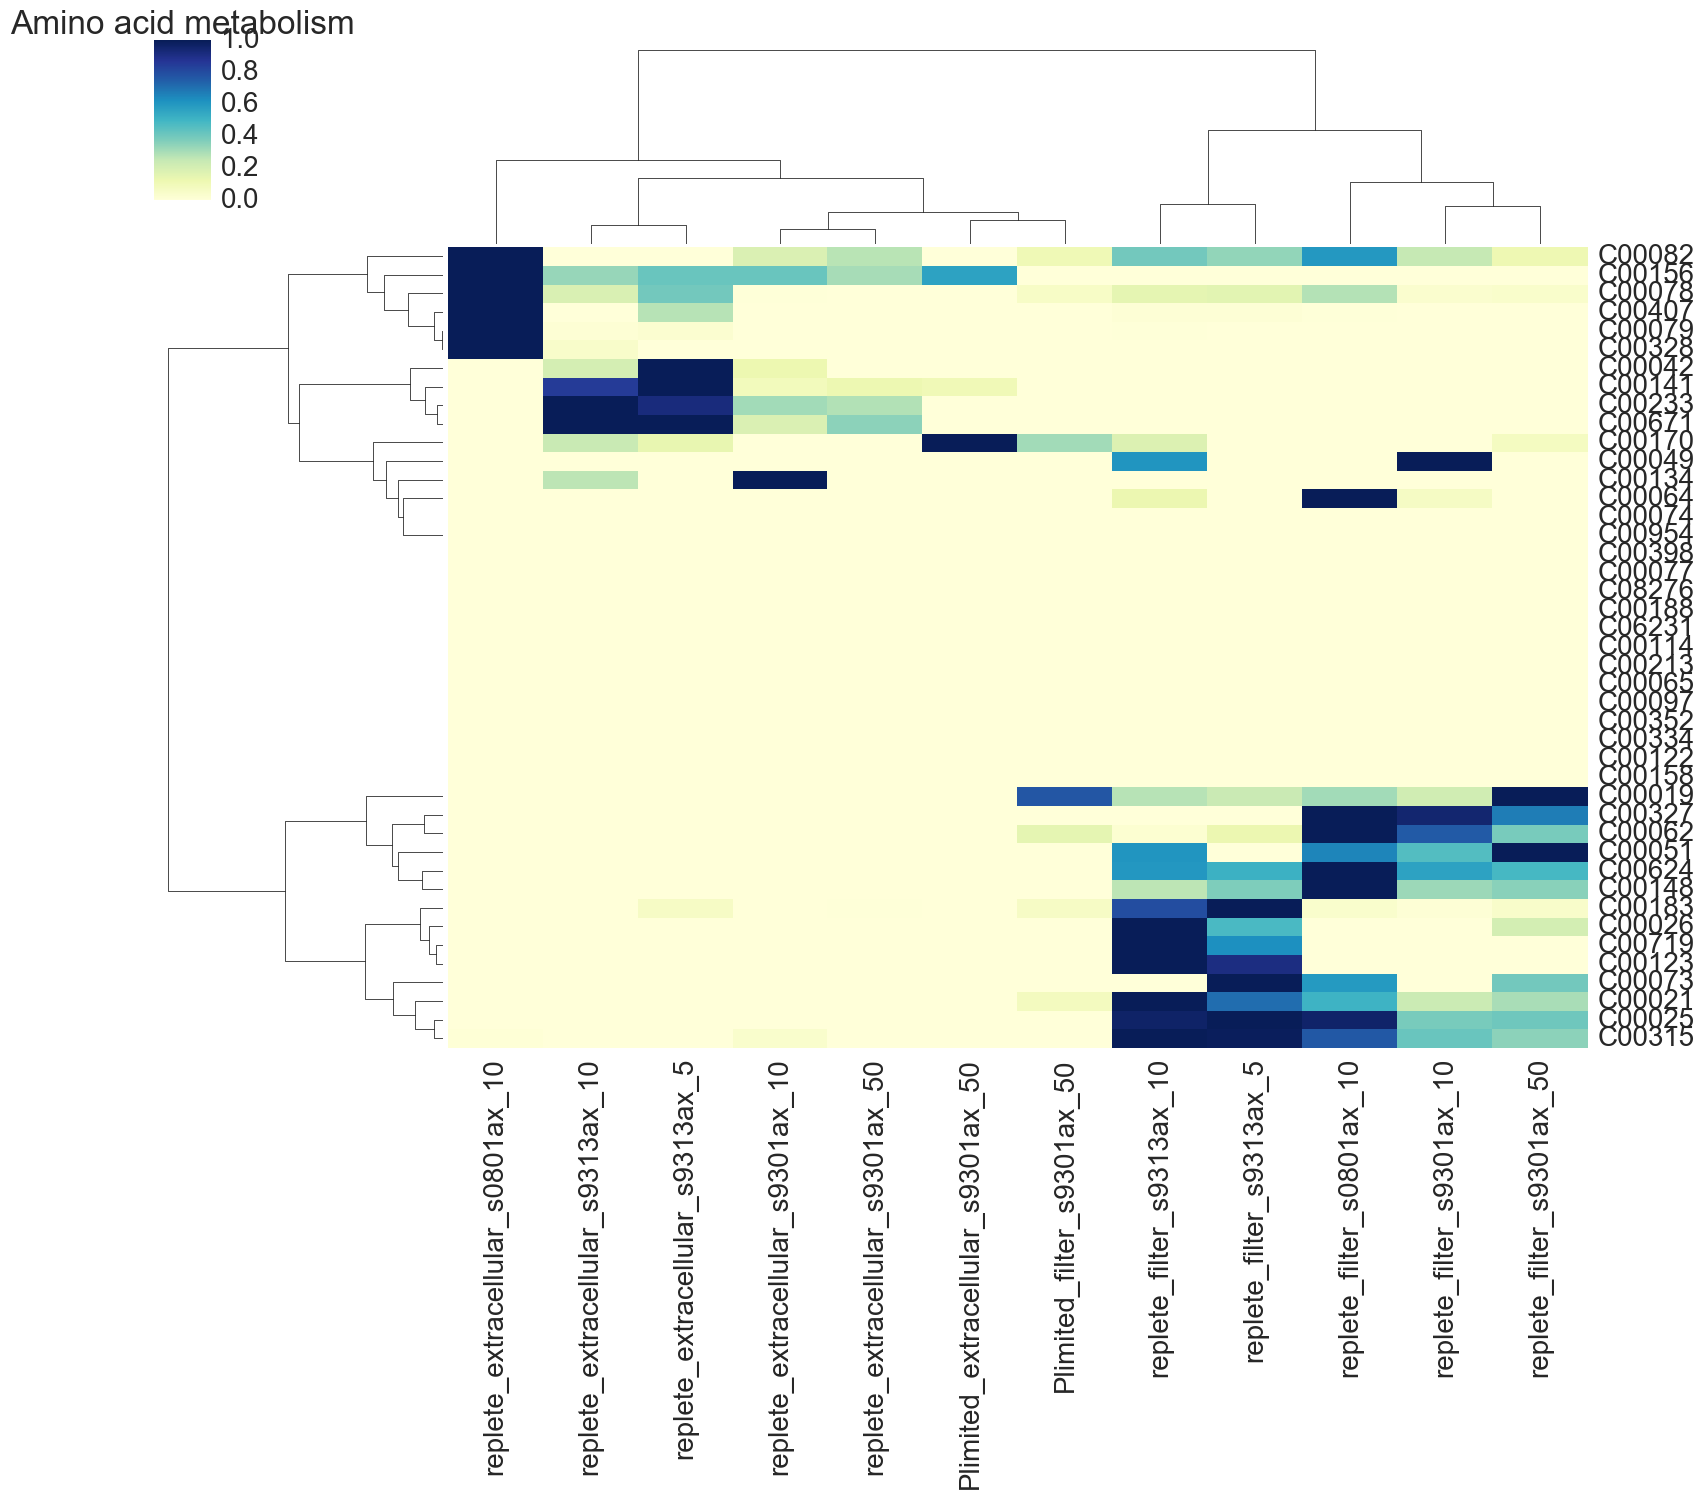 Amino acid metabolism
1.0
0.8
0.6
0.4
0.2
0.0
C00082
C00156
C00078
C00407
C00079
C00328
C00042
C00141
C00233
C00671
C00170
C00049
C00134
C00064
C00074
C00954
C00398
C00077
C08276
C00188
C06231
C00114
C00213
C00065
C00097
C00352
C00334
C00122
C00158
C00019
C00327
C00062
C00051
C00624
C00148
C00183
C00026
C00719
C00123
C00073
C00021
C00025
C00315
replete_extracellular_s0801ax_10
replete_extracellular_s9313ax_10
replete_extracellular_s9313ax_5
replete_extracellular_s9301ax_10
replete_extracellular_s9301ax_50
Plimited_extracellular_s9301ax_50
Plimited_filter_s9301ax_50
replete_filter_s9313ax_10
replete_filter_s9313ax_5
replete_filter_s0801ax_10
replete_filter_s9301ax_10
replete_filter_s9301ax_50